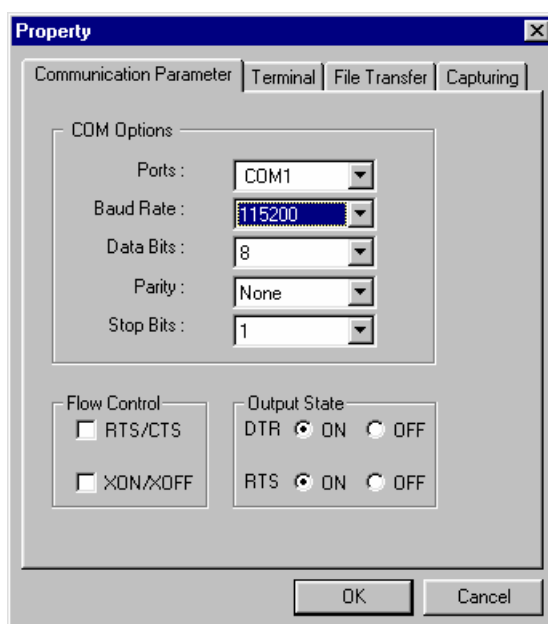 Property
Communication Parameter Terminal File Transfer Capturing
COM Options
Ports : COM1
Baud Rate : 115200
Data Bits : 8
Parity : None
Stop Bits : 1
Flow Control
RTS/CTS
XON/XOFF
Output State
DTR ON OFF
RTS ON OFF
OK Cancel